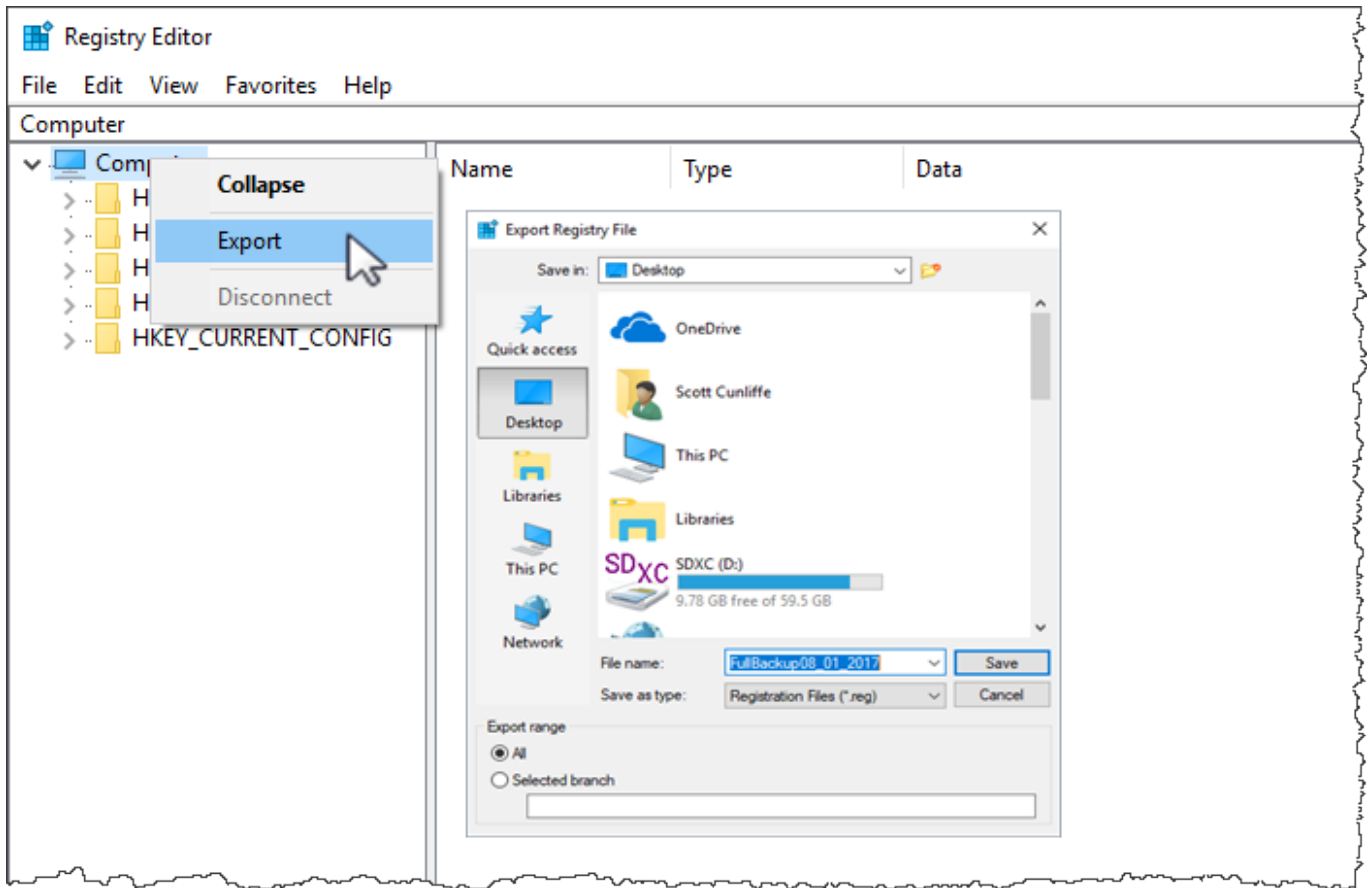 Registry Editor
File Edit View Favorites Help
Computer
Name Type Data
Collapse
Export
Disconnect
H
H
H
H
HKEY_CURRENT_CONFIG
Export Registry File
Save in: Desktop
Quick access
Desktop
Libraries
This PC
Network
OneDrive
Scott Cunliffe
This PC
Libraries
SDXC SDXC (D:)
9.78 GB free of 59.5 GB
File name: FullBackup08_01_2017 Save
Save as type: Registration Files (*.reg) Cancel
Export range
All
Selected branch